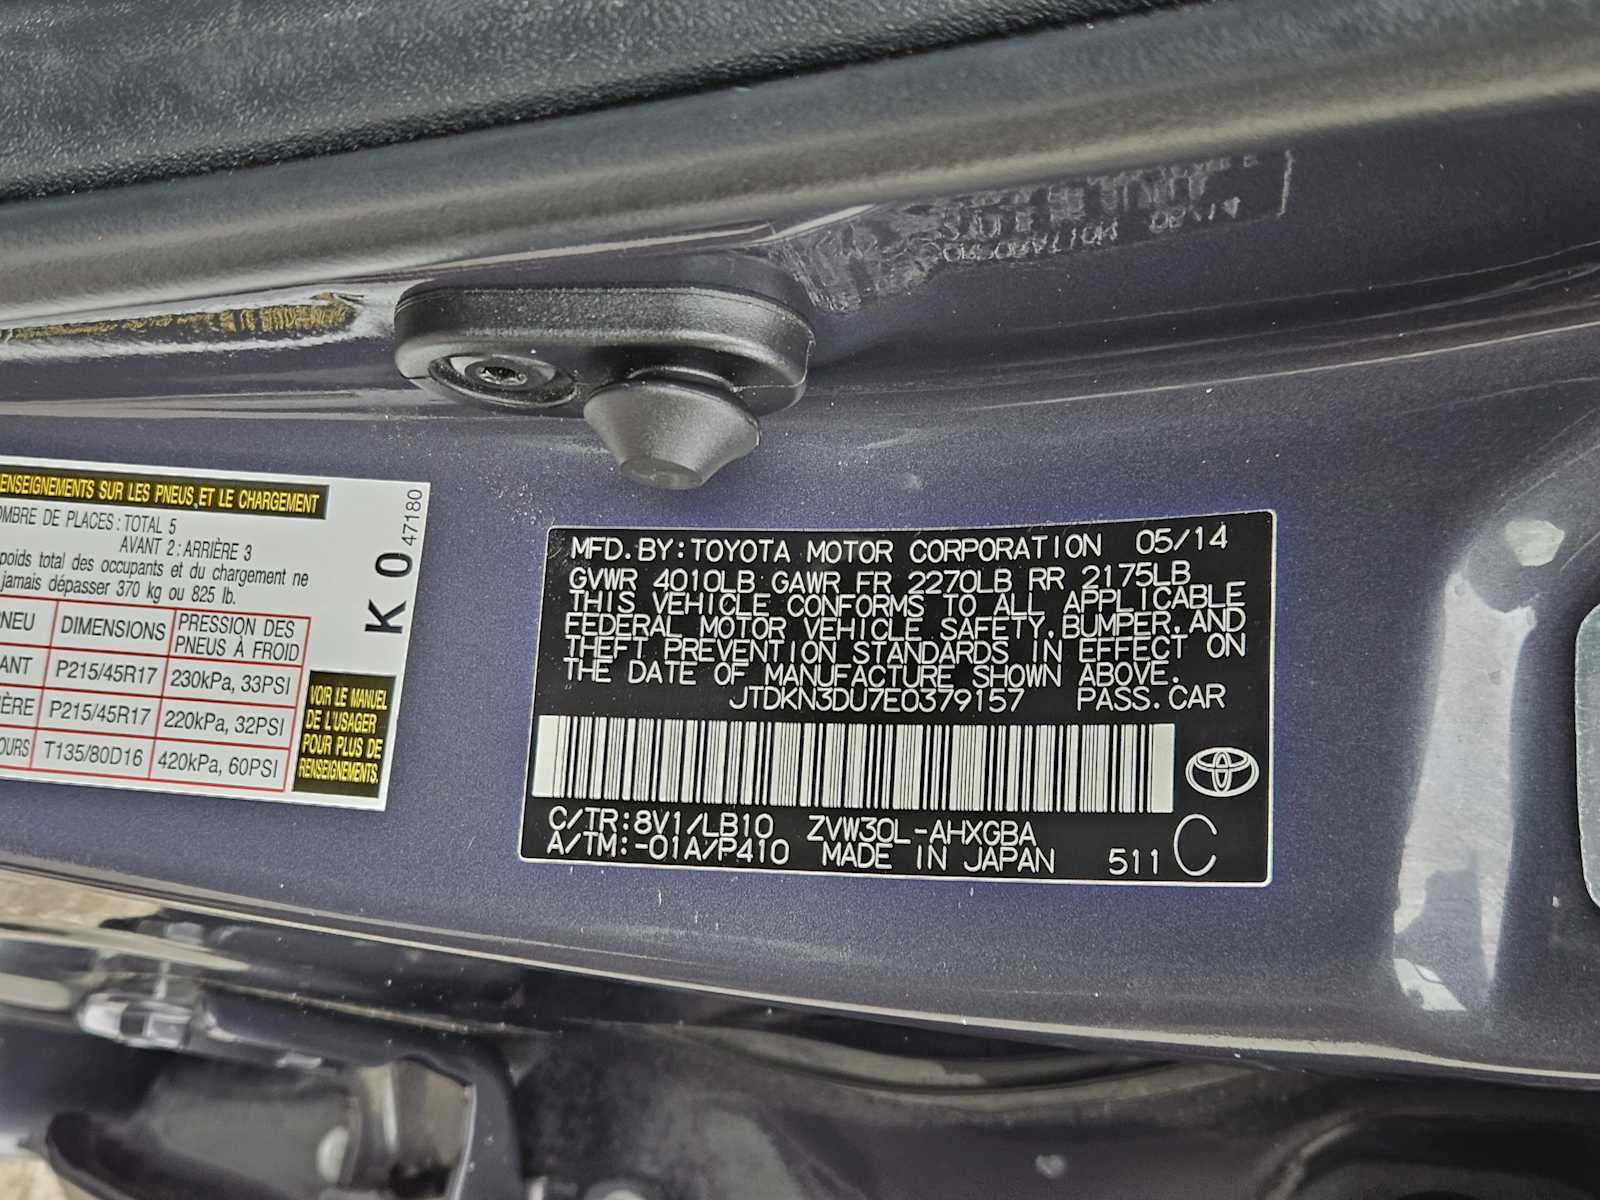 RENSEIGNEMENTS SUR LES PNEUS ET LE CHARGEMENT
OMBRE DE PLACES : TOTAL 5
AVANT 2 : ARRIÈRE 3
poids total des occupants et du chargement ne
jamais dépasser 370 kg ou 825 lb.
NEU DIMENSIONS PRESSION DES PNEUS À FROID
ANT P215/45R17 230kPa, 33PSI
ÈRE P215/45R17 220kPa, 32PSI
OURS T135/80D16 420kPa, 60PSI
VOIR LE MANUEL
DE L'USAGER
POUR PLUS DE
RENSEIGNEMENTS.
K 0 47180
MFD.BY:TOYOTA MOTOR CORPORATION 05/14
GVWR 4010LB GAWR FR 2270LB RR 2175LB
THIS VEHICLE CONFORMS TO ALL APPLICABLE
FEDERAL MOTOR VEHICLE SAFETY,BUMPER,AND
THEFT PREVENTION STANDARDS IN EFFECT ON
THE DATE OF MANUFACTURE SHOWN ABOVE.
JTDKN3DU7E0379157 PASS.CAR
C/TR:8V1/LB10 ZVW30L-AHXGBA
A/TM:-01A/P410 MADE IN JAPAN 511 C